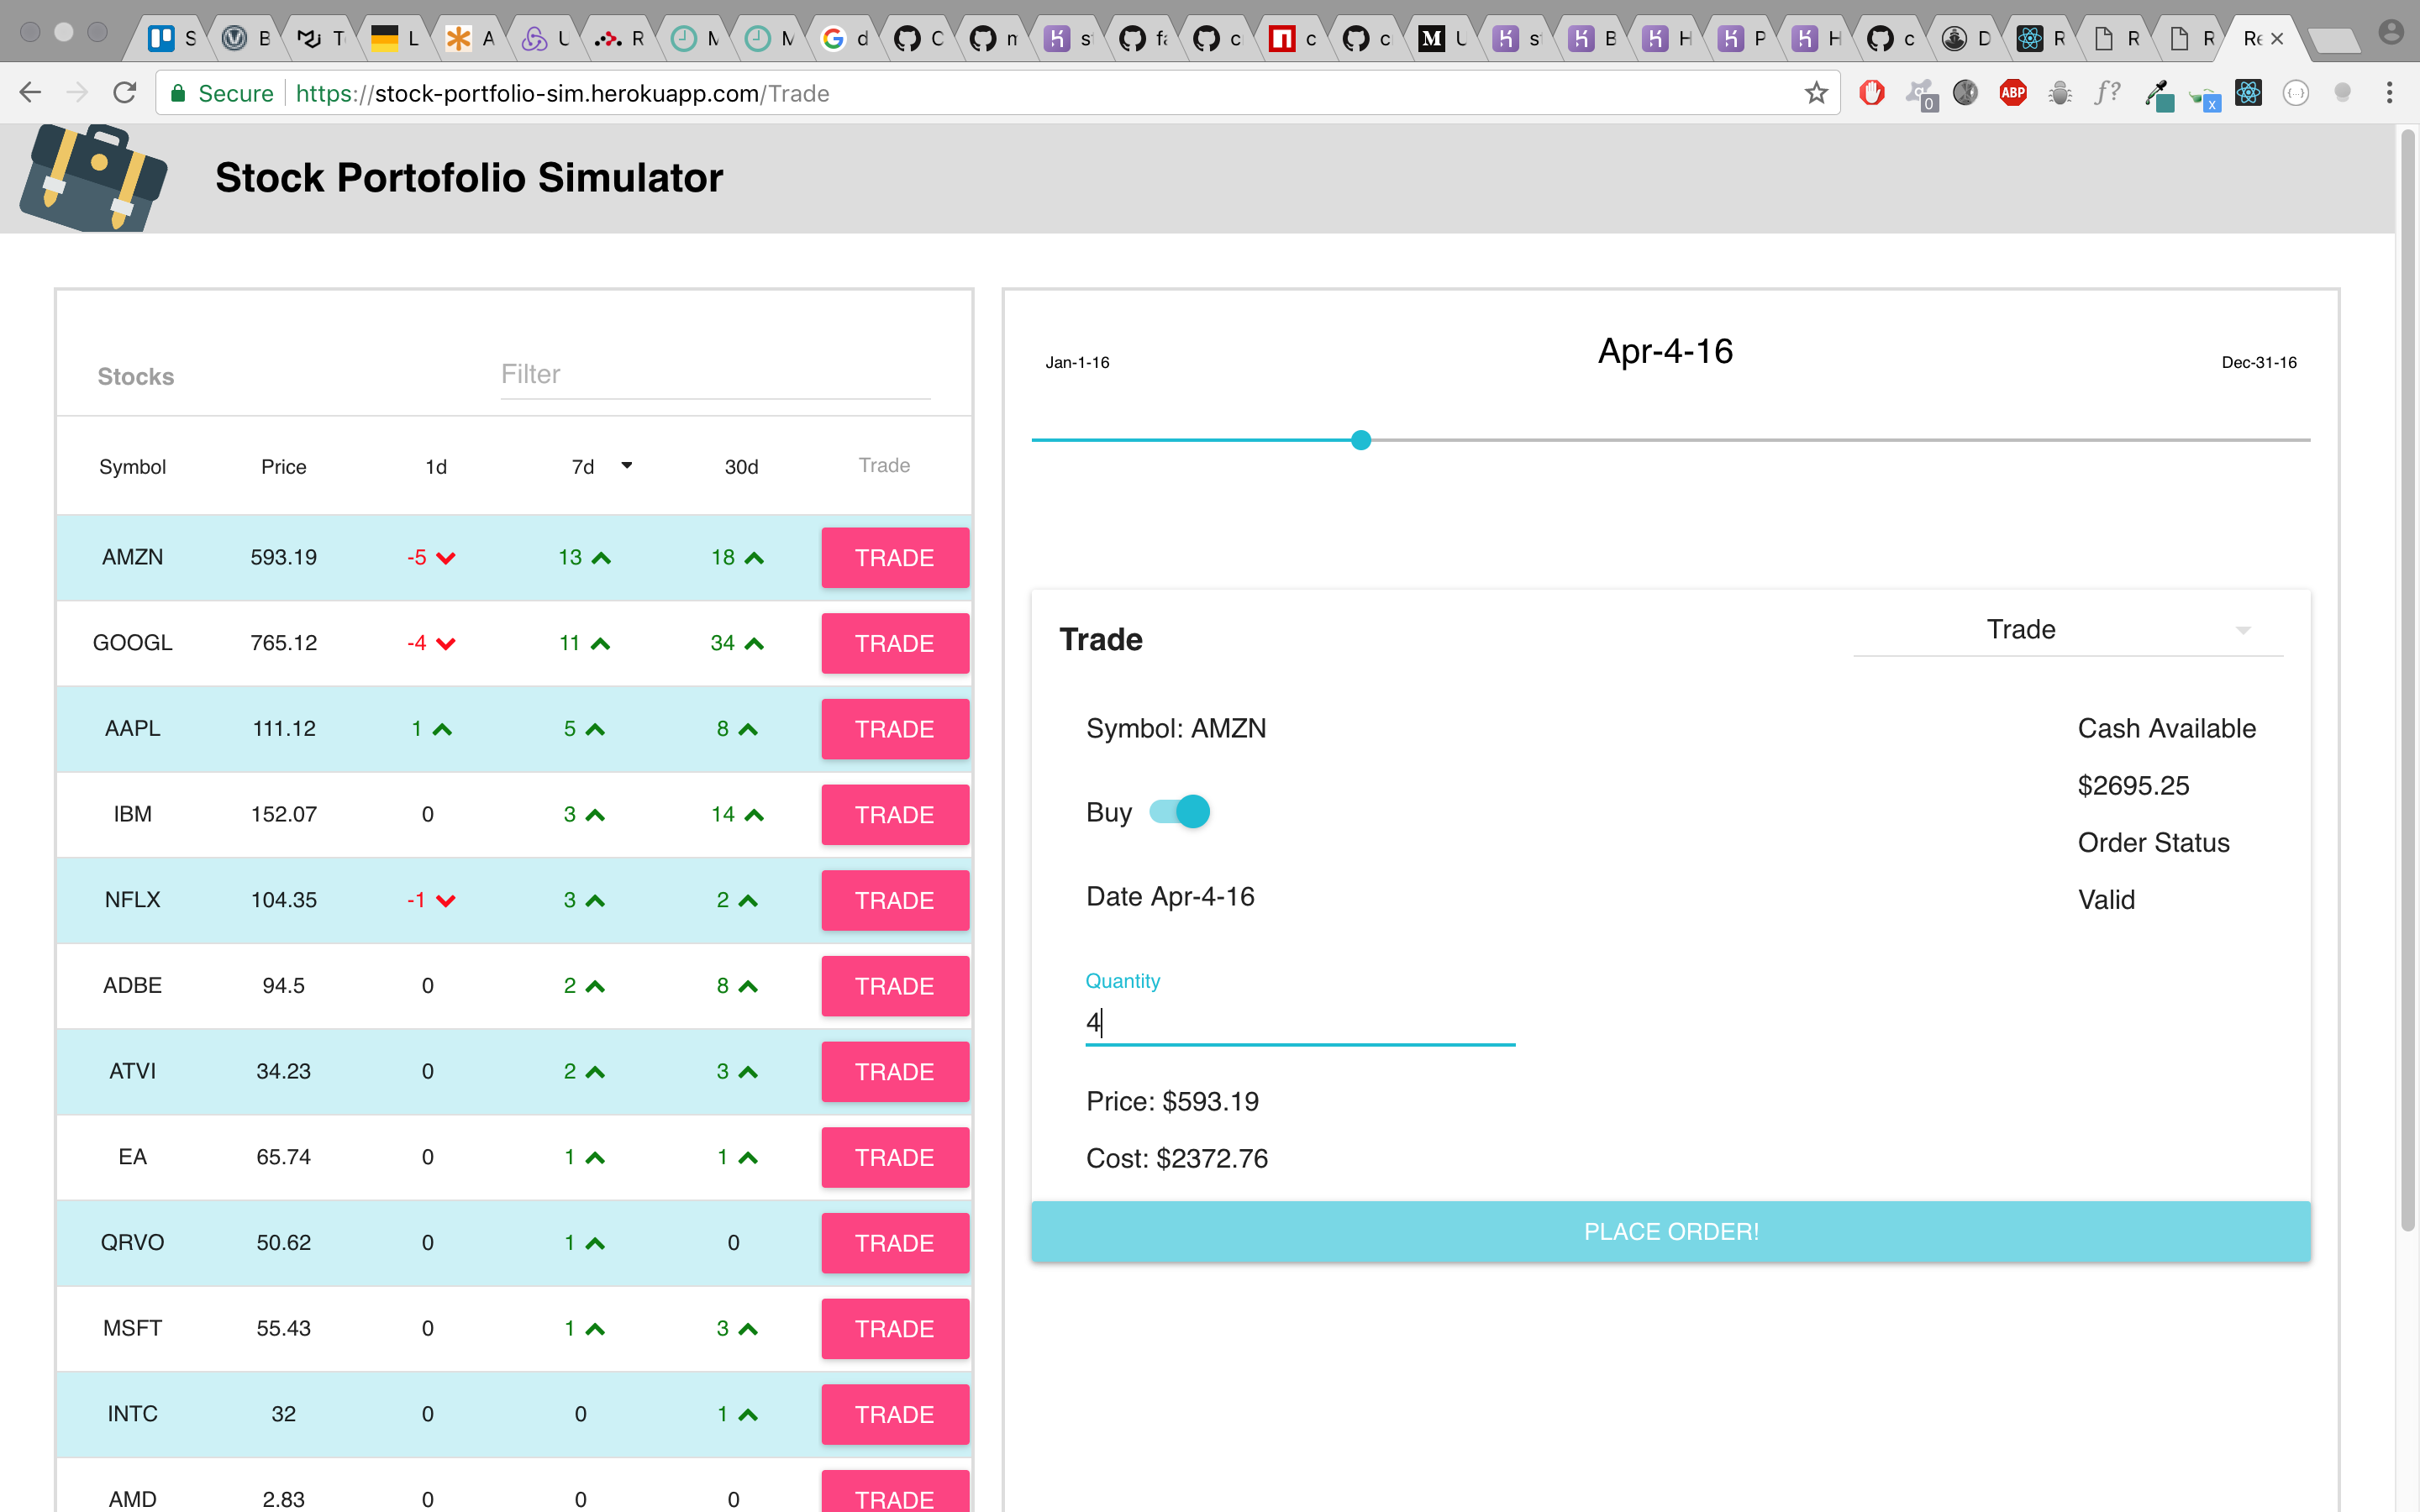 S B T L A U R M M d C m s f c c U s B H P H c D R R R Re
Secure https://stock-portfolio-sim.herokuapp.com/Trade
0 ABP f? x
Stock Portofolio Simulator
Stocks Filter
Symbol Price 1d 7d 30d Trade
AMZN 593.19 -5 13 18 TRADE
GOOGL 765.12 -4 11 34 TRADE
AAPL 111.12 1 5 8 TRADE
IBM 152.07 0 3 14 TRADE
NFLX 104.35 -1 3 2 TRADE
ADBE 94.5 0 2 8 TRADE
ATVI 34.23 0 2 3 TRADE
EA 65.74 0 1 1 TRADE
QRVO 50.62 0 1 0 TRADE
MSFT 55.43 0 1 3 TRADE
INTC 32 0 0 1 TRADE
AMD 2.83 0 0 0 TRADE
Jan-1-16 Apr-4-16 Dec-31-16
Trade Trade
Symbol: AMZN
Buy
Date Apr-4-16
Quantity
4
Price: $593.19
Cost: $2372.76
Cash Available
$2695.25
Order Status
Valid
PLACE ORDER!